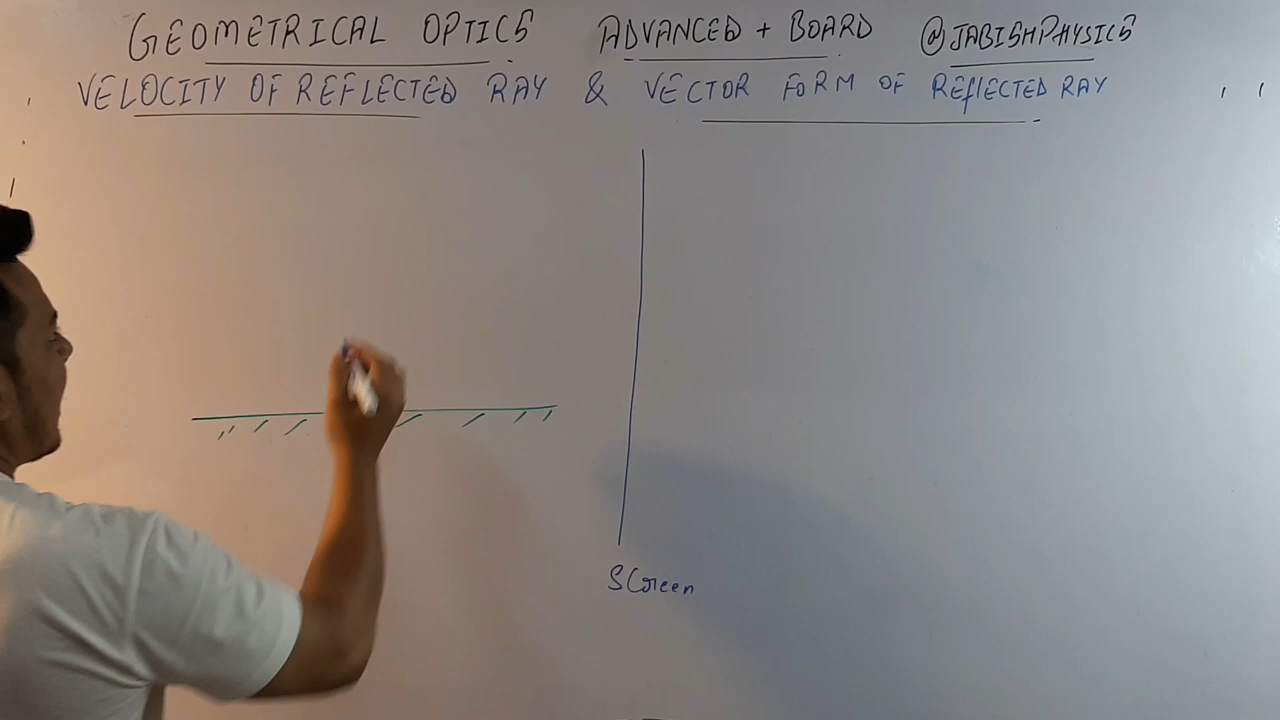 GEOMETRICAL OPTICS ADVANCED + BOARD @JABISHPHYSICS
VELOCITY OF REFLECTED RAY & VECTOR FORM OF REFLECTED RAY
Screen